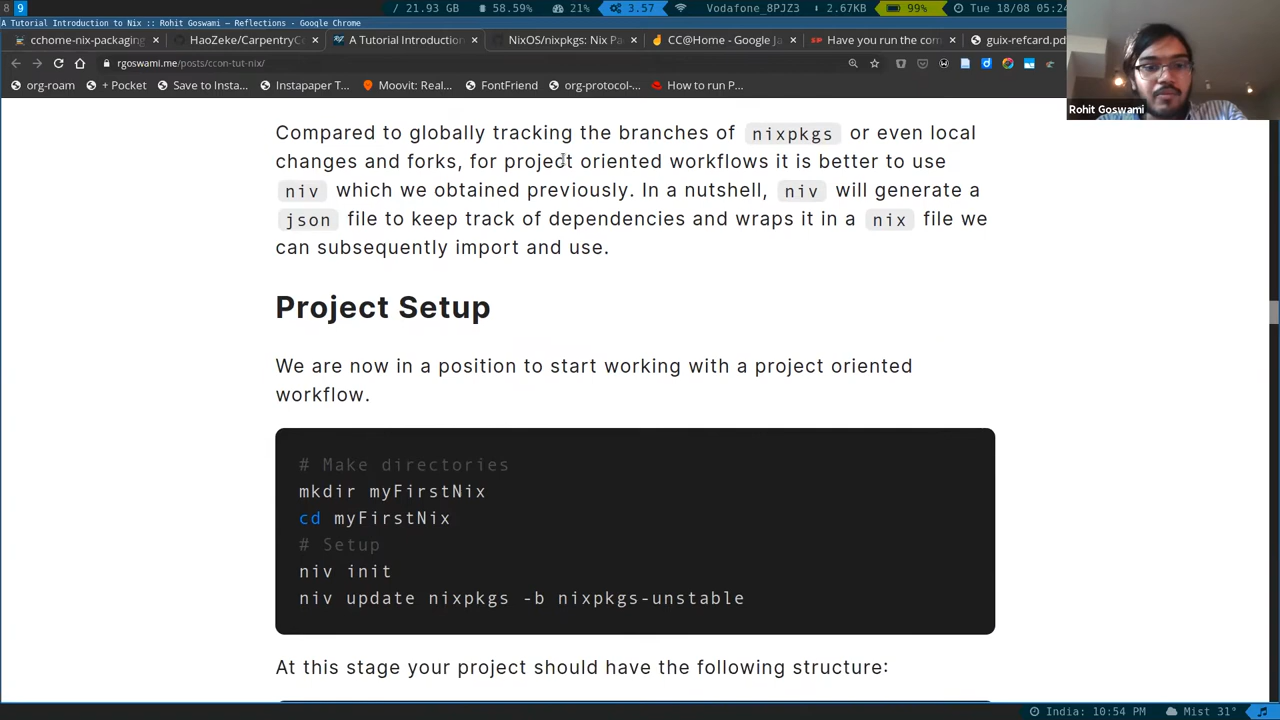 8 9 / 21.93 GB 58.59% 21% 3.57 Vodafone_8PJZ3 2.67KB 99% Tue 18/08 05:24
A Tutorial Introduction to Nix :: Rohit Goswami — Reflections - Google Chrome
cchome-nix-packaging × HaoZeke/CarpentryC × A Tutorial Introduction × NixOS/nixpkgs: Nix Pa × CC@Home - Google Ja × Have you run the com × guix-refcard.pd
rgoswami.me/posts/ccon-tut-nix/
org-roam + Pocket Save to Insta... Instapaper T... Moovit: Real... FontFriend org-protocol-... How to run P...
Rohit Goswami
Compared to globally tracking the branches of nixpkgs or even local
changes and forks, for project oriented workflows it is better to use
niv which we obtained previously. In a nutshell, niv will generate a
json file to keep track of dependencies and wraps it in a nix file we
can subsequently import and use.
Project Setup
We are now in a position to start working with a project oriented
workflow.
# Make directories
mkdir myFirstNix
cd myFirstNix
# Setup
niv init
niv update nixpkgs -b nixpkgs-unstable
At this stage your project should have the following structure:
India: 10:54 PM Mist 31°